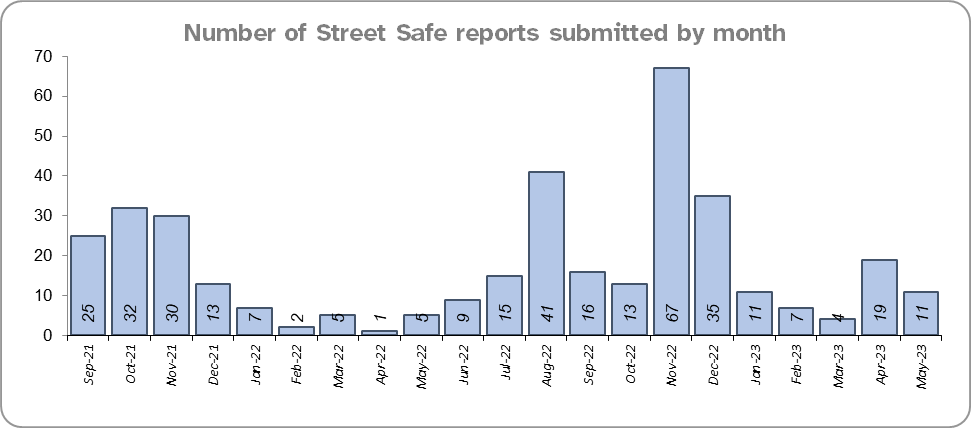 Number of Street Safe reports submitted by month
70
60
50
40
30
20
10
0
25 32 30 13 7 2 5 1 5 9 15 41 16 13 67 35 11 7 4 19 11
Sep-21 Oct-21 Nov-21 Dec-21 Jan-22 Feb-22 Mar-22 Apr-22 May-22 Jun-22 Jul-22 Aug-22 Sep-22 Oct-22 Nov-22 Dec-22 Jan-23 Feb-23 Mar-23 Apr-23 May-23